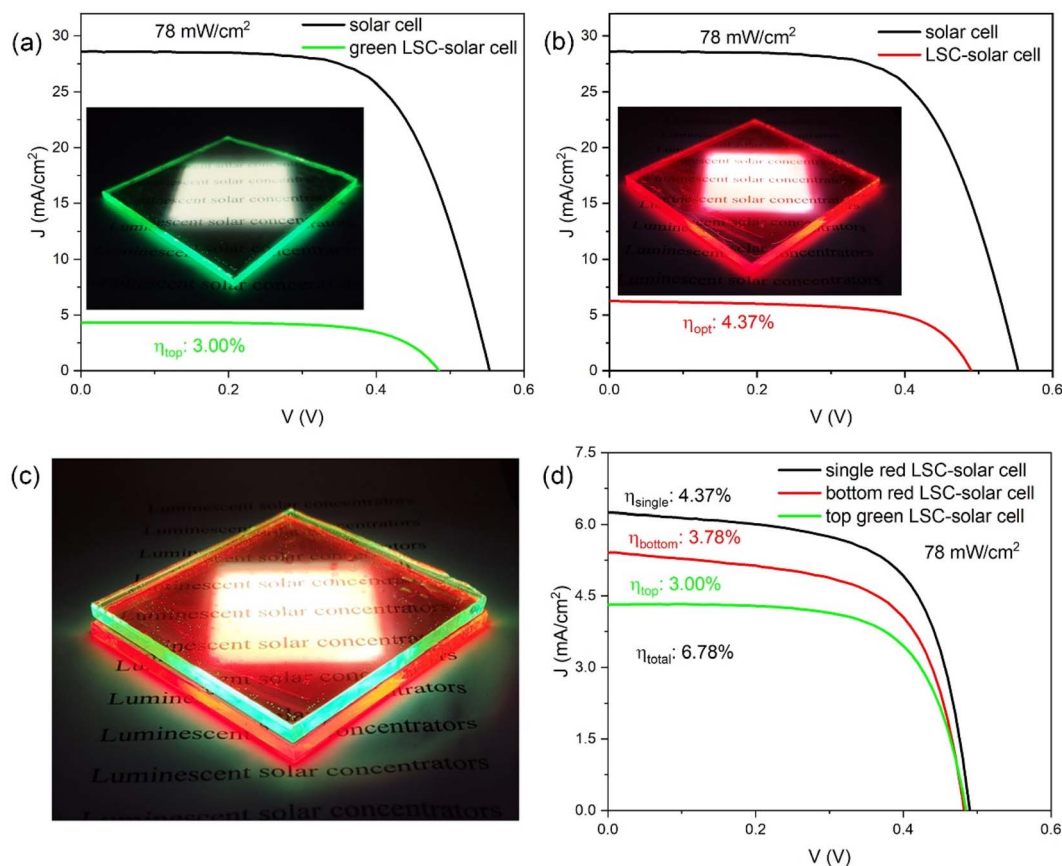 (a)
78 mW/cm²
solar cell
green LSC-solar cell
30
25
20
15
10
5
0
J (mA/cm²)
Luminescent solar concentrators
η_top: 3.00%
0.0 0.2 0.4 0.6
V (V)
(b)
78 mW/cm²
solar cell
LSC-solar cell
30
25
20
15
10
5
0
J (mA/cm²)
Luminescent solar concentrators
η_opt: 4.37%
0.0 0.2 0.4 0.6
V (V)
(c)
Luminescent solar concentrators
Luminescent solar concentrators
(d)
7.5
6.0
4.5
3.0
1.5
0.0
J (mA/cm²)
single red LSC-solar cell
bottom red LSC-solar cell
top green LSC-solar cell
η_single: 4.37%
78 mW/cm²
η_bottom: 3.78%
η_top: 3.00%
η_total: 6.78%
0.0 0.2 0.4 0.6
V (V)